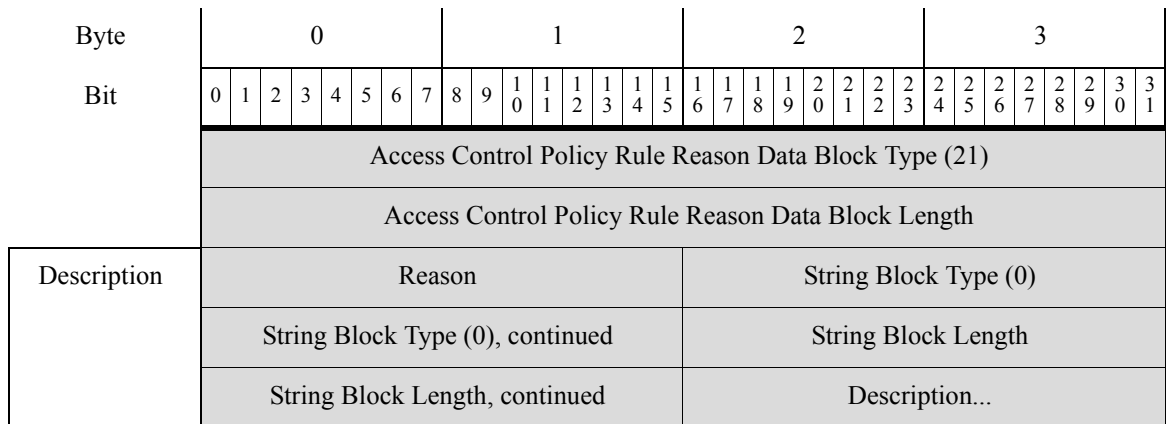 Byte 0 1 2 3
Bit 0 1 2 3 4 5 6 7 8 9 10 11 12 13 14 15 16 17 18 19 20 21 22 23 24 25 26 27 28 29 30 31
Access Control Policy Rule Reason Data Block Type (21)
Access Control Policy Rule Reason Data Block Length
Description Reason String Block Type (0)
String Block Type (0), continued String Block Length
String Block Length, continued Description...